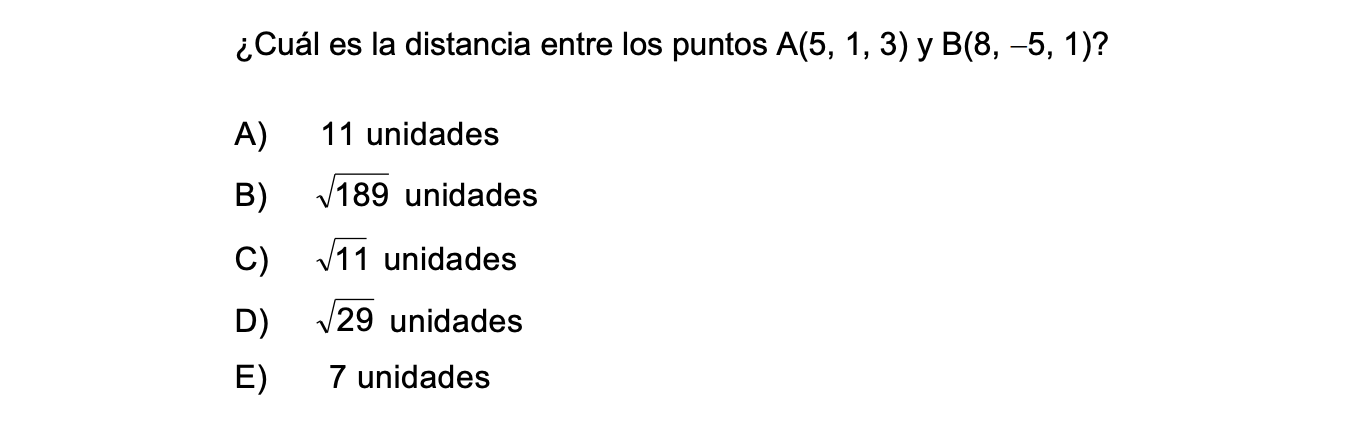 ¿Cuál es la distancia entre los puntos A(5, 1, 3) y B(8, –5, 1)?
A) 11 unidades
B) √189 unidades
C) √11 unidades
D) √29 unidades
E) 7 unidades